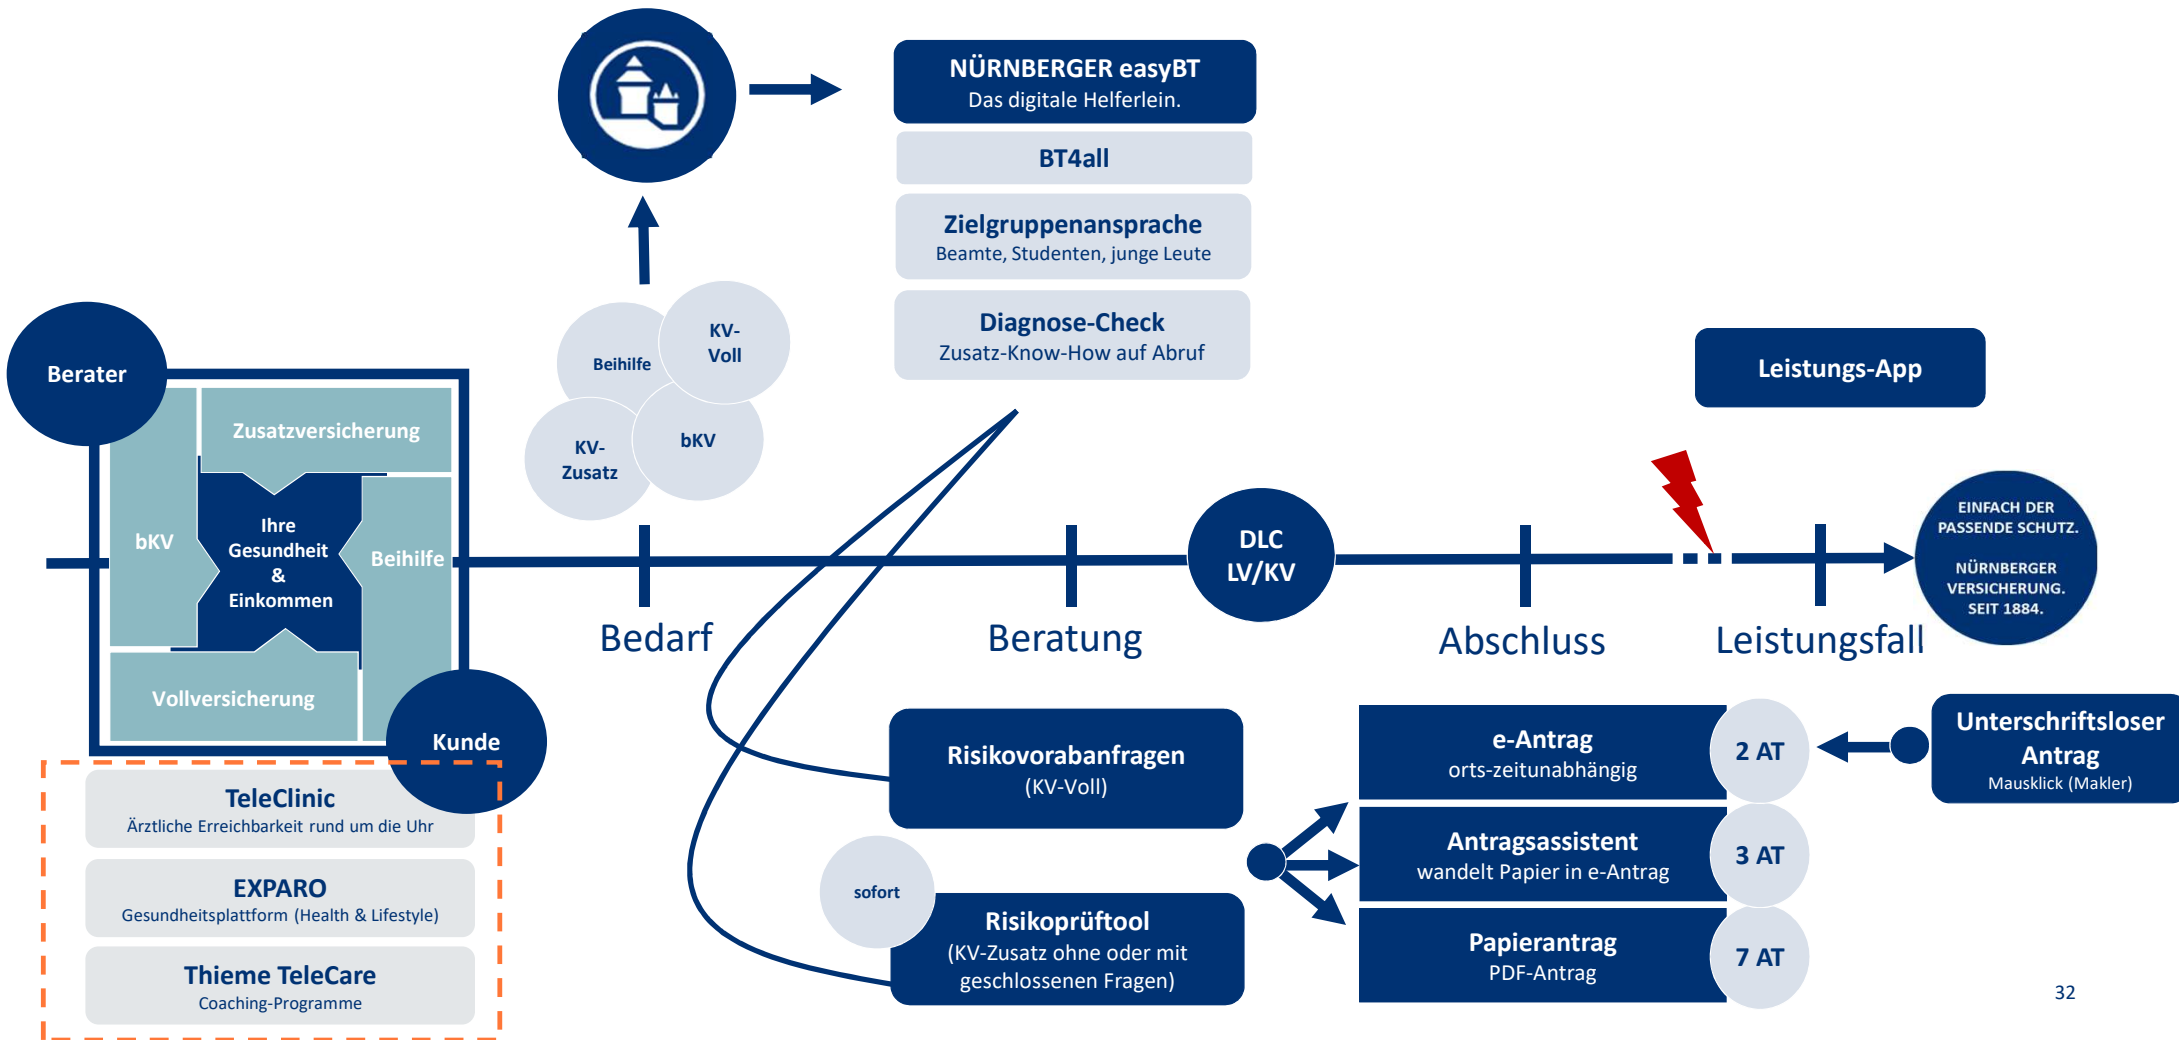 NÜRNBERGER easyBT
Das digitale Helferlein.
BT4all
Zielgruppenansprache
Beamte, Studenten, junge Leute
Diagnose-Check
Zusatz-Know-How auf Abruf
Beihilfe
KV-
Voll
KV-
Zusatz
bKV
Leistungs-App
Berater
Zusatzversicherung
bKV
Ihre
Gesundheit
&
Einkommen
Beihilfe
Vollversicherung
Kunde
DLC
LV/KV
EINFACH DER
PASSENDE SCHUTZ.
NÜRNBERGER
VERSICHERUNG.
SEIT 1884.
Bedarf
Beratung
Abschluss
Leistungsfall
TeleClinic
Ärztliche Erreichbarkeit rund um die Uhr
EXPARO
Gesundheitsplattform (Health & Lifestyle)
Thieme TeleCare
Coaching-Programme
Risikovorabanfragen
(KV-Voll)
sofort
Risikoprüftool
(KV-Zusatz ohne oder mit
geschlossenen Fragen)
e-Antrag
orts-zeitunabhängig
2 AT
Antragsassistent
wandelt Papier in e-Antrag
3 AT
Papierantrag
PDF-Antrag
7 AT
Unterschriftsloser
Antrag
Mausklick (Makler)
32